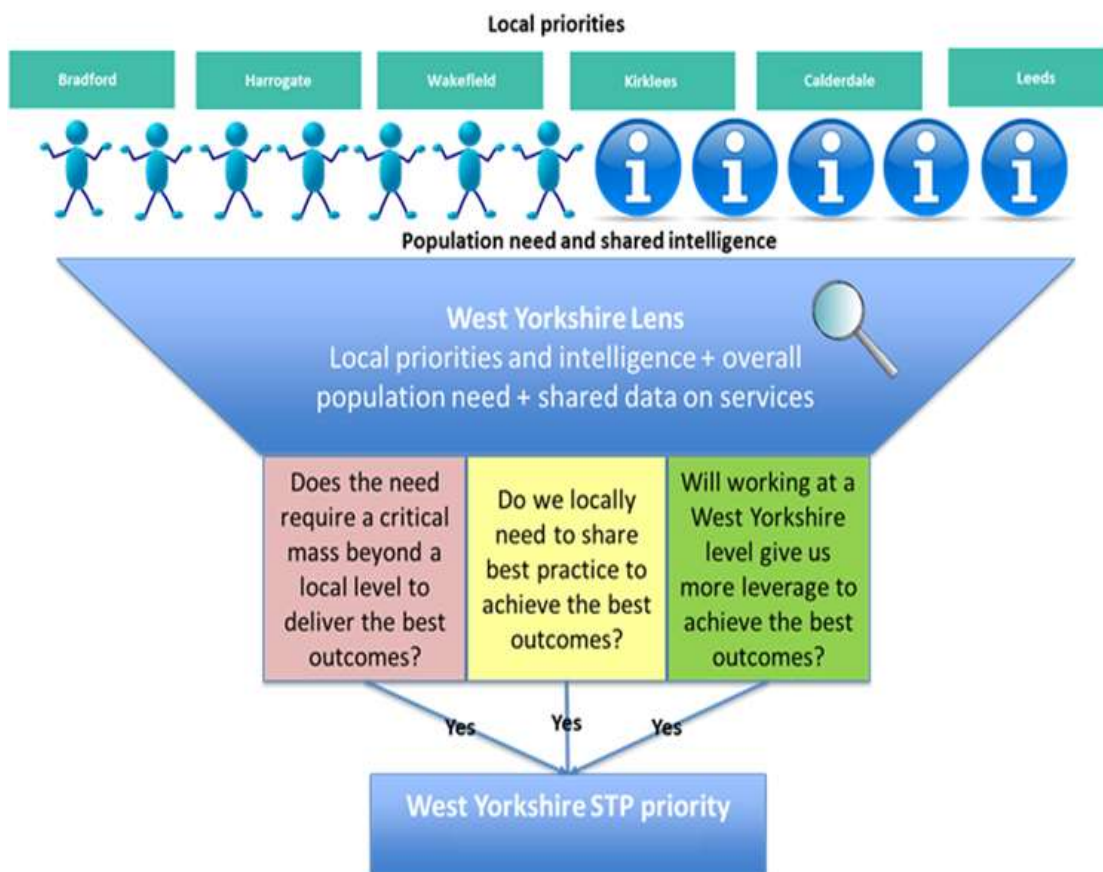 Local priorities
Bradford
Harrogate
Wakefield
Kirklees
Calderdale
Leeds
i i i i i
Population need and shared intelligence
West Yorkshire Lens
Local priorities and intelligence + overall
population need + shared data on services
Does the need
require a critical
mass beyond a
local level to
deliver the best
outcomes?
Do we locally
need to share
best practice to
achieve the best
outcomes?
Will working at a
West Yorkshire
level give us
more leverage to
achieve the best
outcomes?
Yes
Yes
Yes
West Yorkshire STP priority